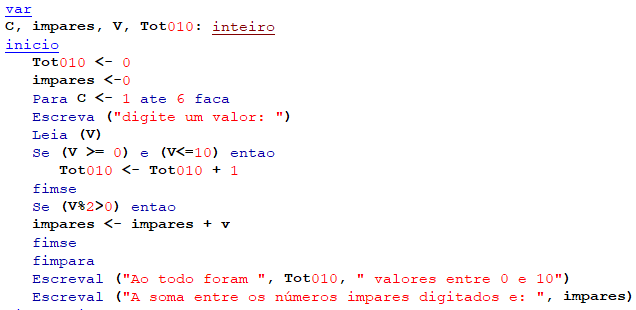 var
C, impares, V, Tot010: inteiro
inicio
Tot010 <- 0
impares <-0
Para C <- 1 ate 6 faca
Escreva ("digite um valor: ")
Leia (V)
Se (V >= 0) e (V<=10) entao
Tot010 <- Tot010 + 1
fimse
Se (V%2>0) entao
impares <- impares + v
fimse
fimpara
Escreval ("Ao todo foram ", Tot010, " valores entre 0 e 10")
Escreval ("A soma entre os números impares digitados e: ", impares)